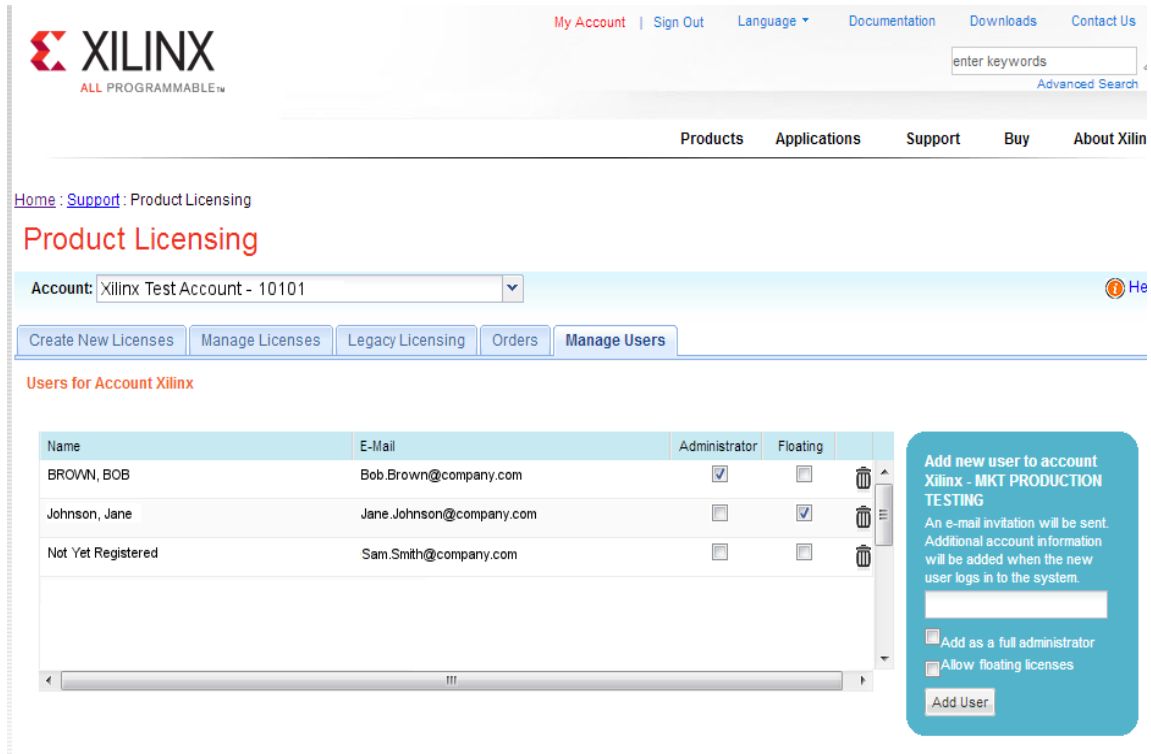 My Account | Sign Out Language Documentation Downloads Contact Us
XILINX
ALL PROGRAMMABLE™
enter keywords
Advanced Search
Products Applications Support Buy About Xilin
Home : Support : Product Licensing
Product Licensing
Account: Xilinx Test Account - 10101
He
Create New Licenses Manage Licenses Legacy Licensing Orders Manage Users
Users for Account Xilinx
Name E-Mail Administrator Floating
BROWN, BOB Bob.Brown@company.com
Johnson, Jane Jane.Johnson@company.com
Not Yet Registered Sam.Smith@company.com
Add new user to account
Xilinx - MKT PRODUCTION
TESTING
An e-mail invitation will be sent.
Additional account information
will be added when the new
user logs in to the system.
Add as a full administrator
Allow floating licenses
Add User